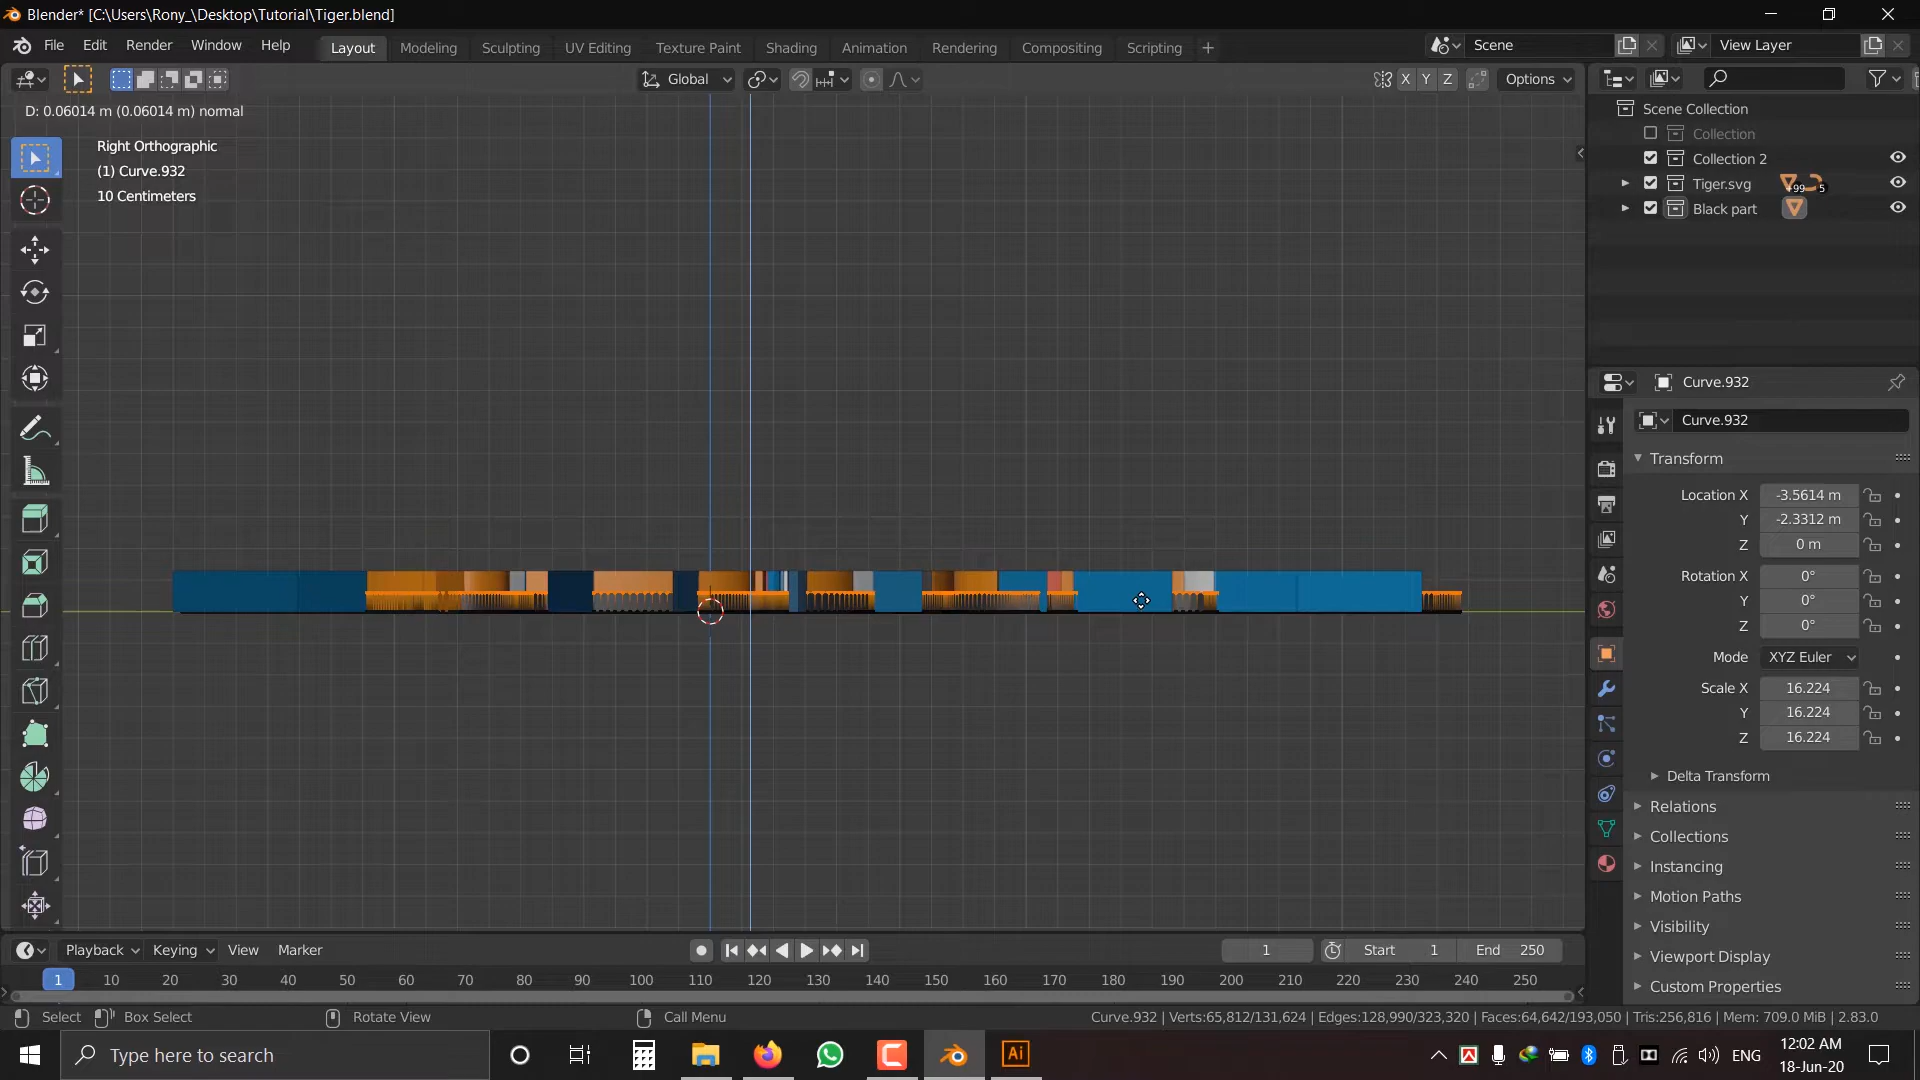 Blender* [C:\Users\Rony_\Desktop\Tutorial\Tiger.blend]
File Edit Render Window Help
Layout Modeling Sculpting UV Editing Texture Paint Shading Animation Rendering Compositing Scripting +
Scene View Layer
Global X Y Z Options
D: 0.06014 m (0.06014 m) normal
Right Orthographic
(1) Curve.932
10 Centimeters
Scene Collection
Collection
Collection 2
Tiger.svg +99 5
Black part
Curve.932
Curve.932
Transform
Location X -3.5614 m
Y -2.3312 m
Z 0 m
Rotation X 0°
Y 0°
Z 0°
Mode XYZ Euler
Scale X 16.224
Y 16.224
Z 16.224
Delta Transform
Relations
Collections
Instancing
Motion Paths
Visibility
Viewport Display
Custom Properties
Playback Keying View Marker 1 Start 1 End 250
1 10 20 30 40 50 60 70 80 90 100 110 120 130 140 150 160 170 180 190 200 210 220 230 240 250
Select Box Select Rotate View Call Menu Curve.932 | Verts:65,812/131,624 | Edges:128,990/323,320 | Faces:64,642/193,050 | Tris:256,816 | Mem: 709.0 MiB | 2.83.0
Type here to search Ai ENG 12:02 AM
18-Jun-20